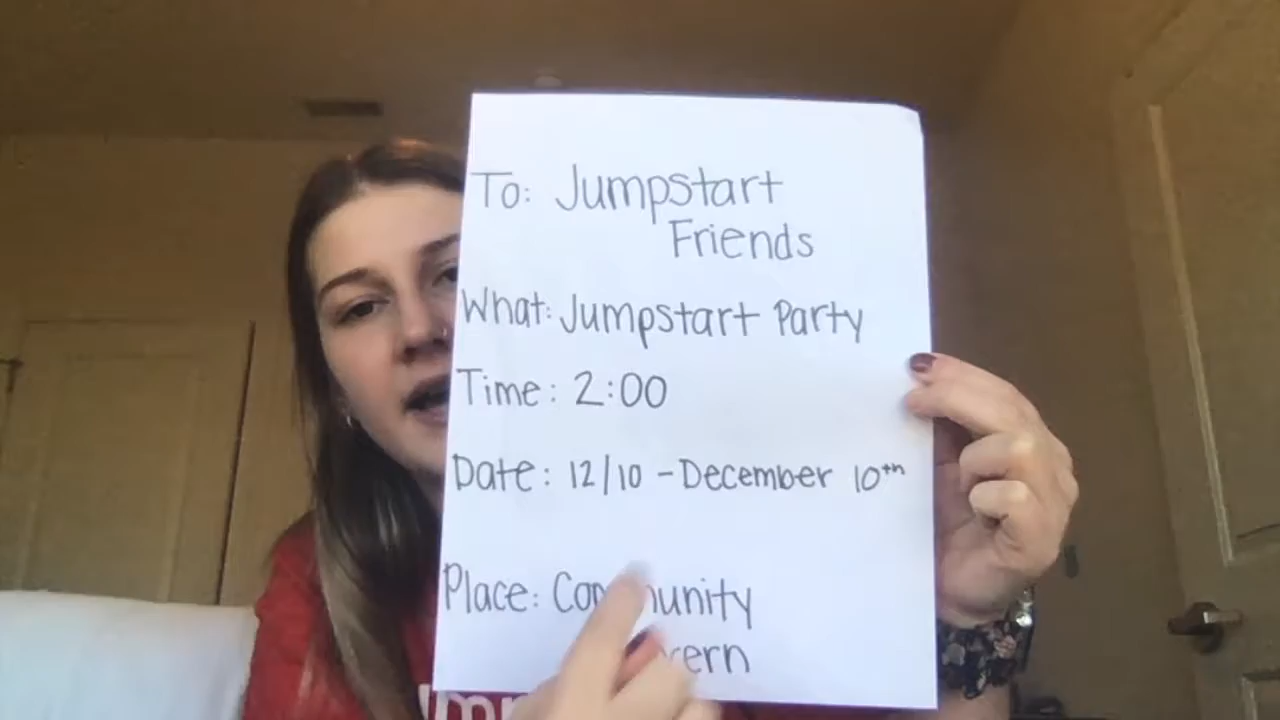 To: Jumpstart
Friends
What: Jumpstart Party
Time: 2:00
Date: 12/10 - December 10th
Place: